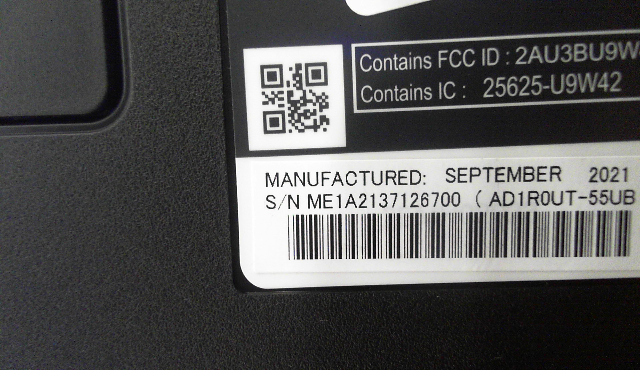 Contains FCC ID : 2AU3BU9W
Contains IC : 25625-U9W42
MANUFACTURED: SEPTEMBER 2021
S/N ME1A2137126700 ( AD1R0UT-55UB